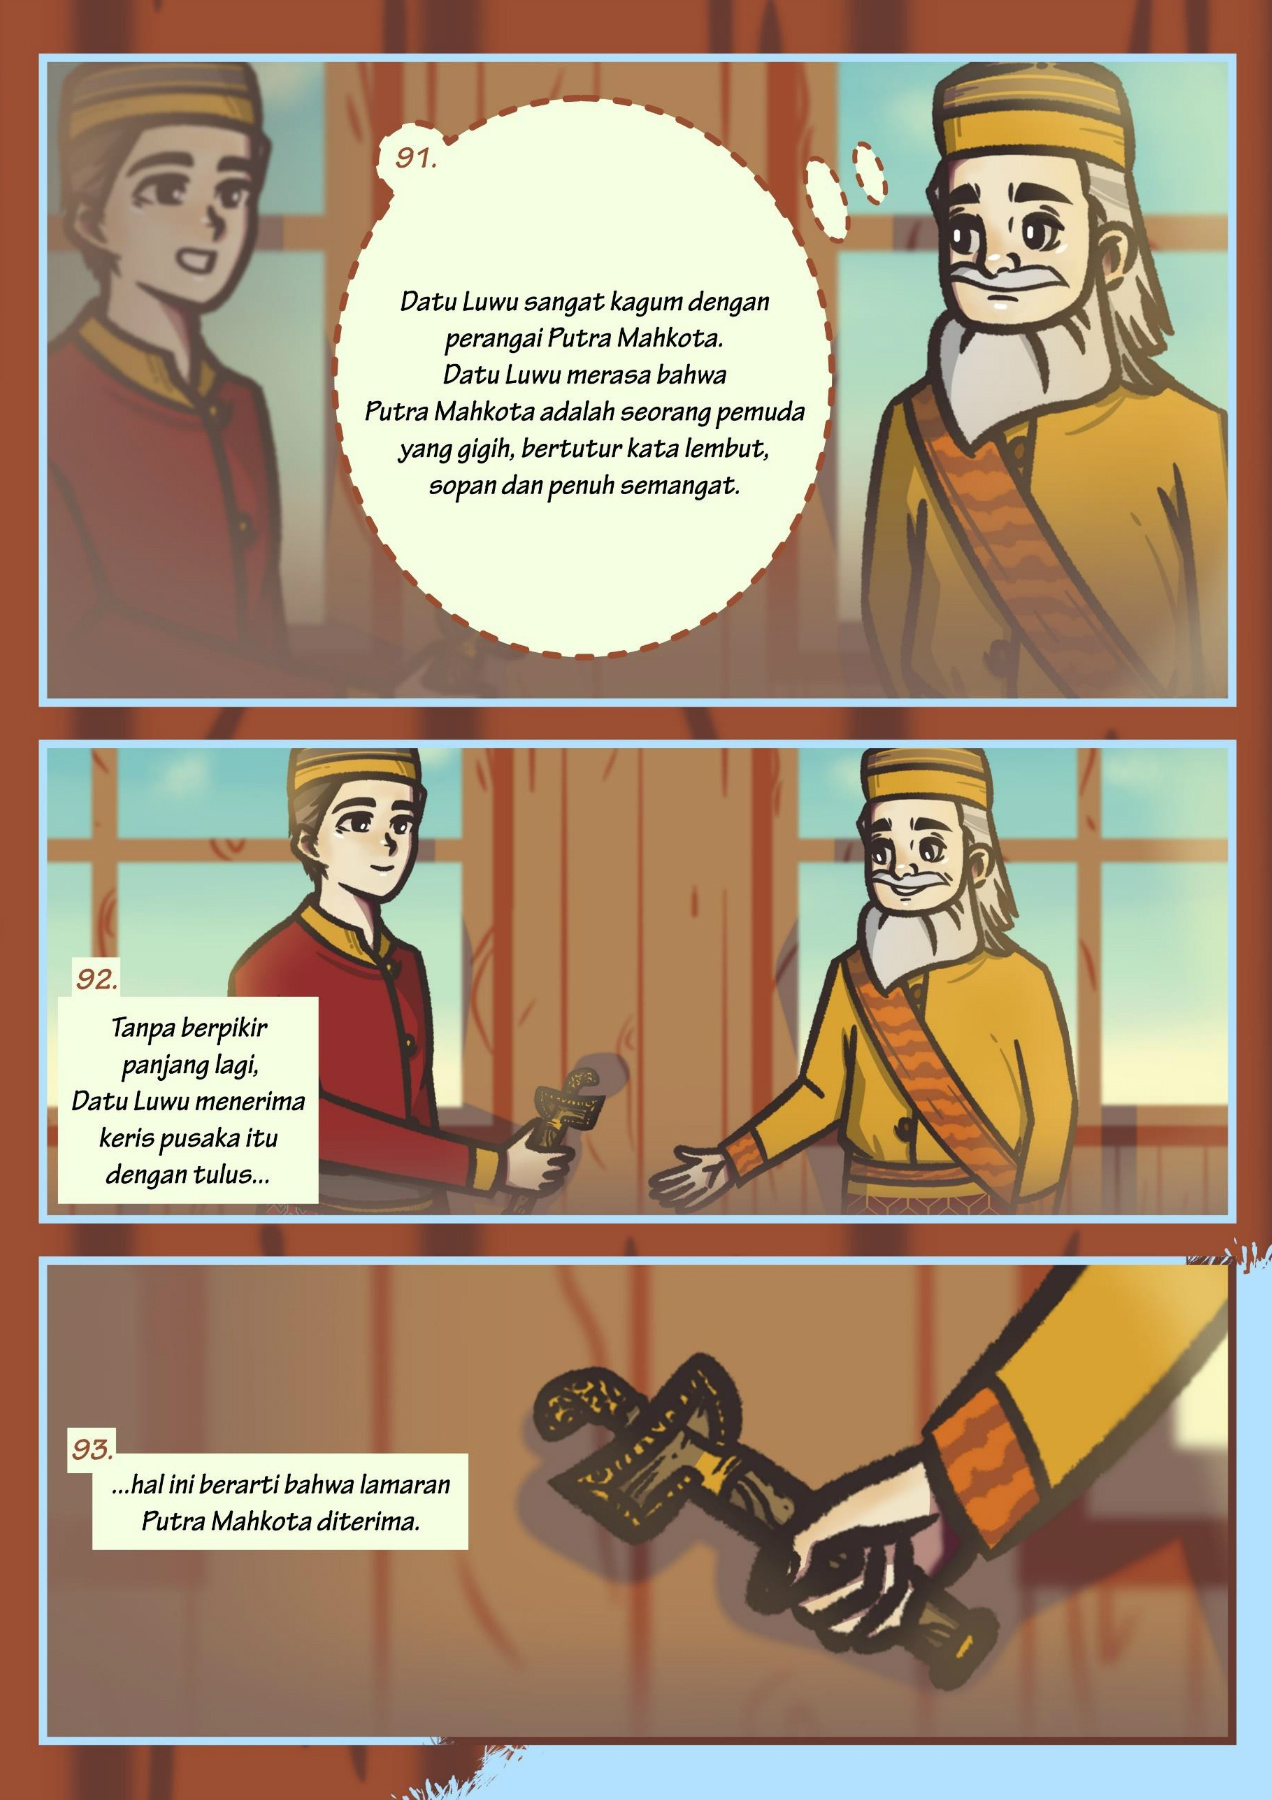 91.
Datu Luwu sangat kagum dengan
perangai Putra Mahkota.
Datu Luwu merasa bahwa
Putra Mahkota adalah seorang pemuda
yang gigih, bertutur kata lembut,
sopan dan penuh semangat.
92.
Tanpa berpikir
panjang lagi,
Datu Luwu menerima
keris pusaka itu
dengan tulus...
93.
...hal ini berarti bahwa lamaran
Putra Mahkota diterima.